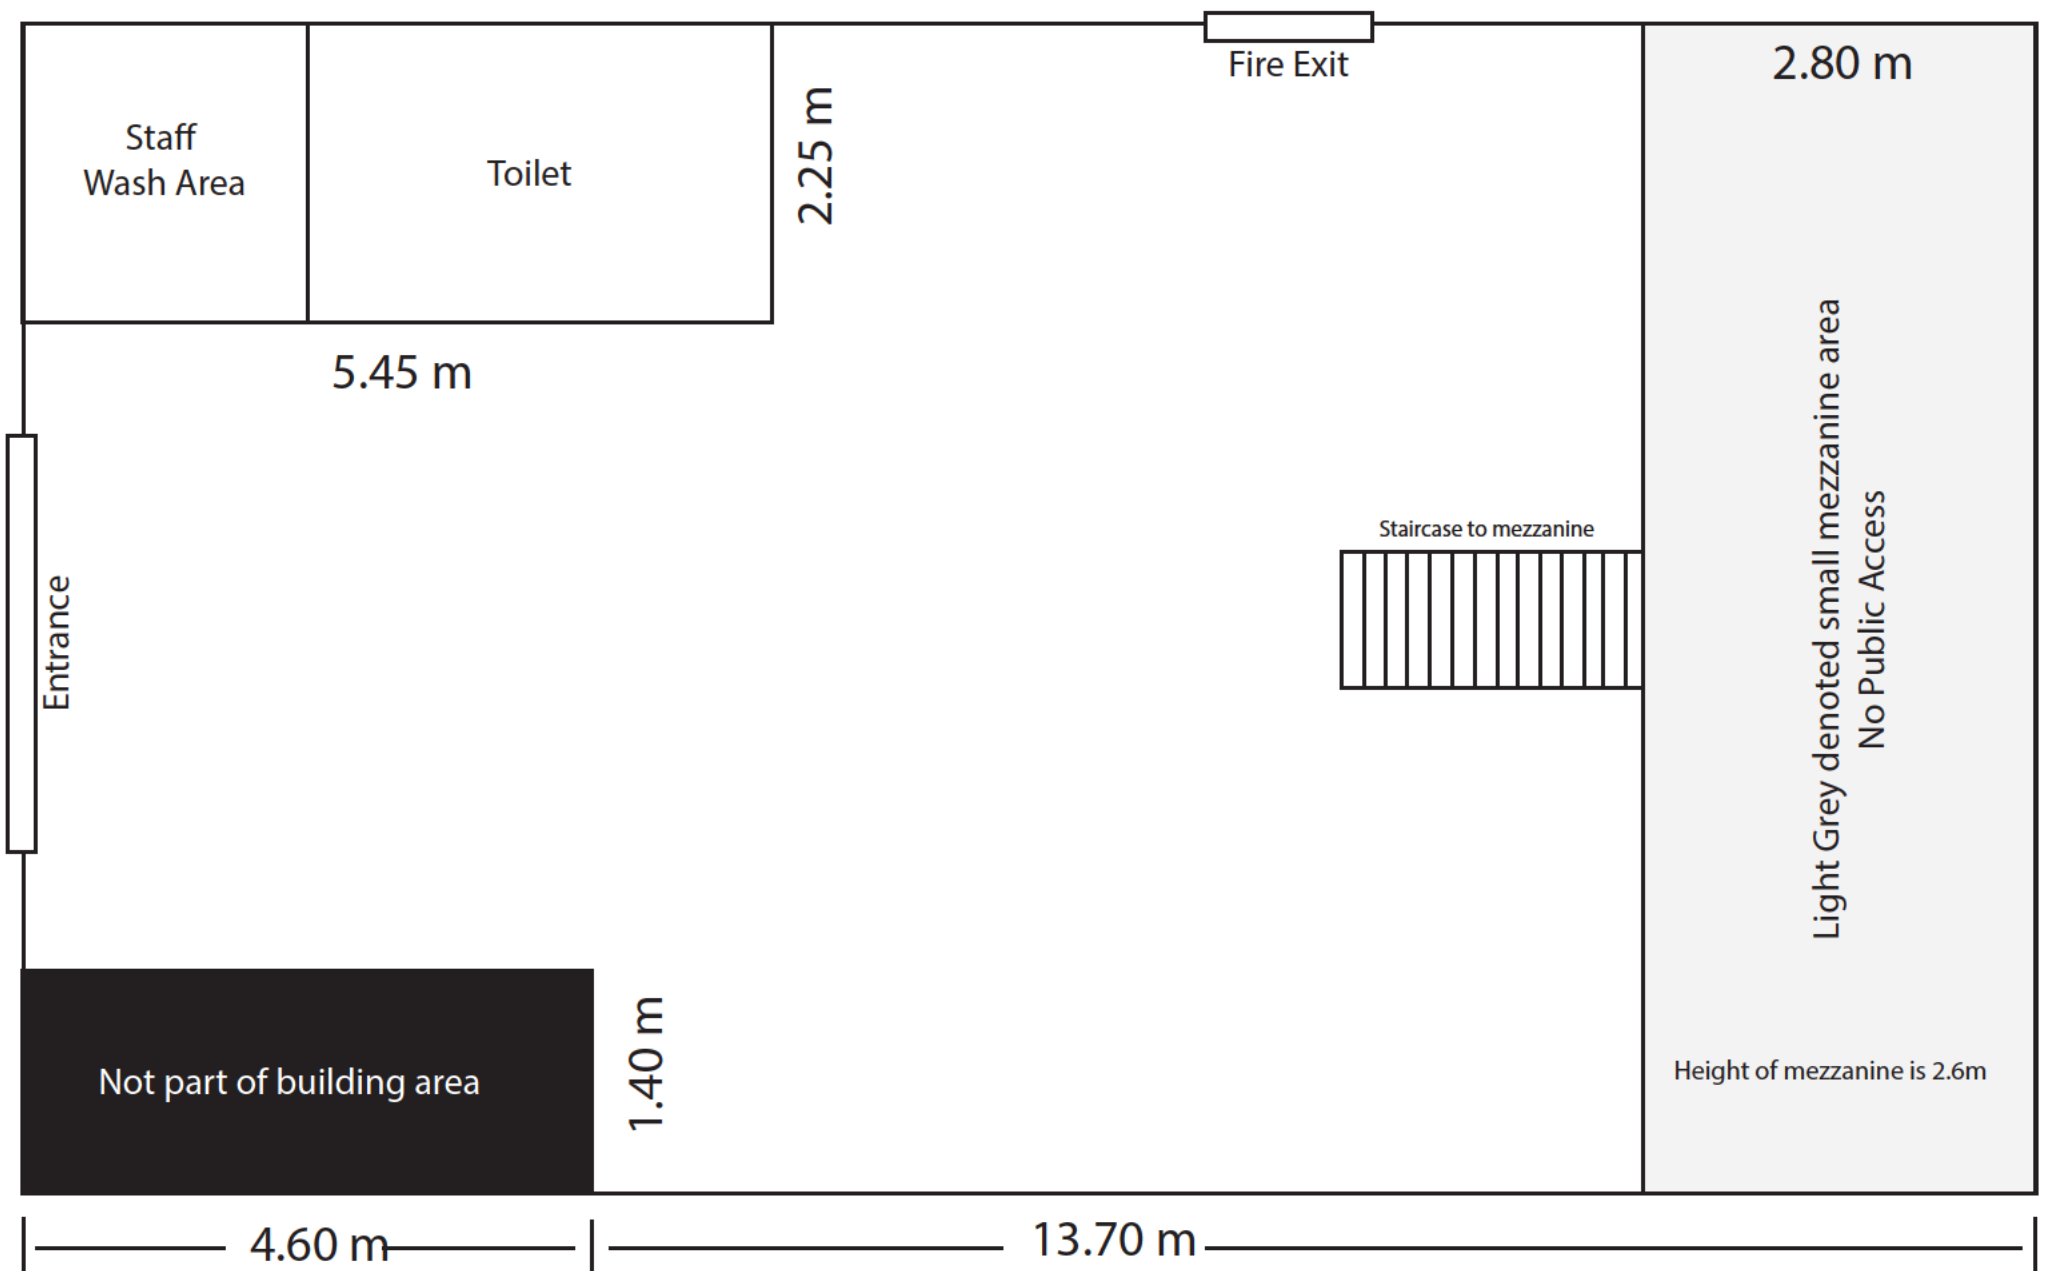 Fire Exit
2.80 m
Staff
Wash Area
Toilet
2.25 m
5.45 m
Entrance
Staircase to mezzanine
Light Grey denoted small mezzanine area
No Public Access
Height of mezzanine is 2.6m
Not part of building area
1.40 m
4.60 m
13.70 m